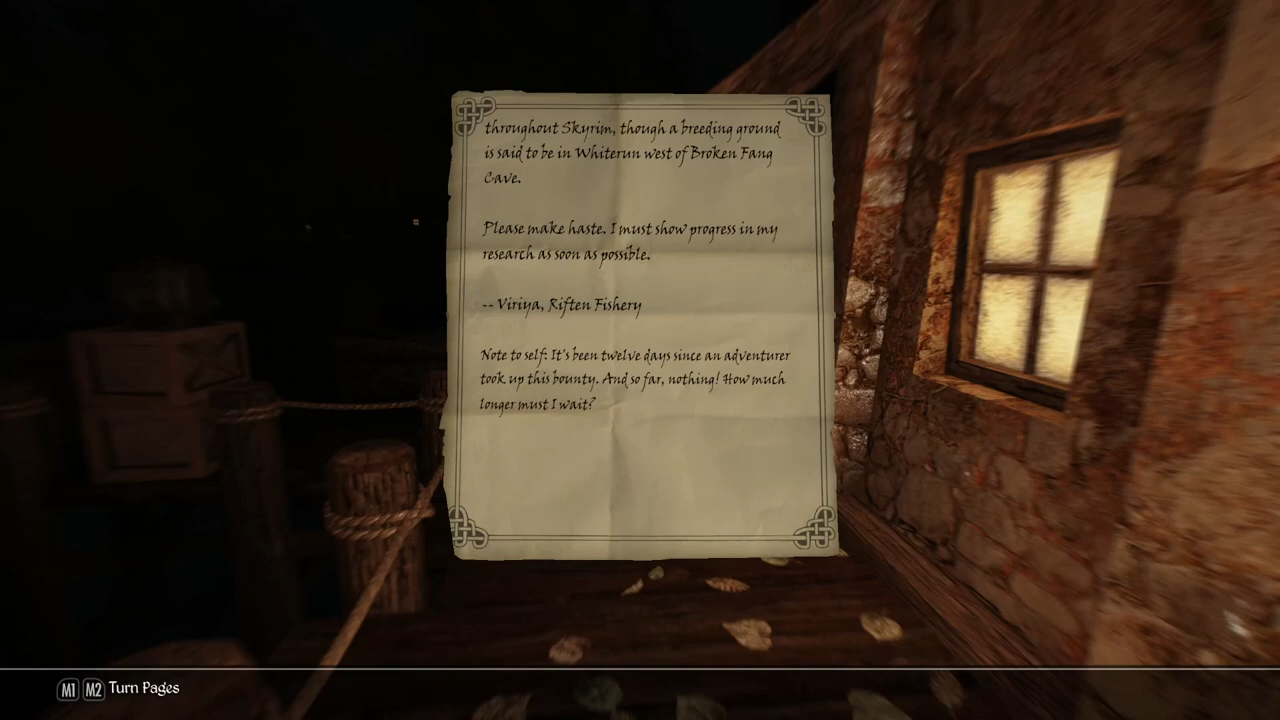 throughout Skyrim, though a breeding ground
is said to be in Whiterun west of Broken Fang
Cave.
Please make haste. I must show progress in my
research as soon as possible.
-- Viriya, Riften Fishery
Note to self: It's been twelve days since an adventurer
took up this bounty. And so far, nothing! How much
longer must I wait?
M1 M2 Turn Pages